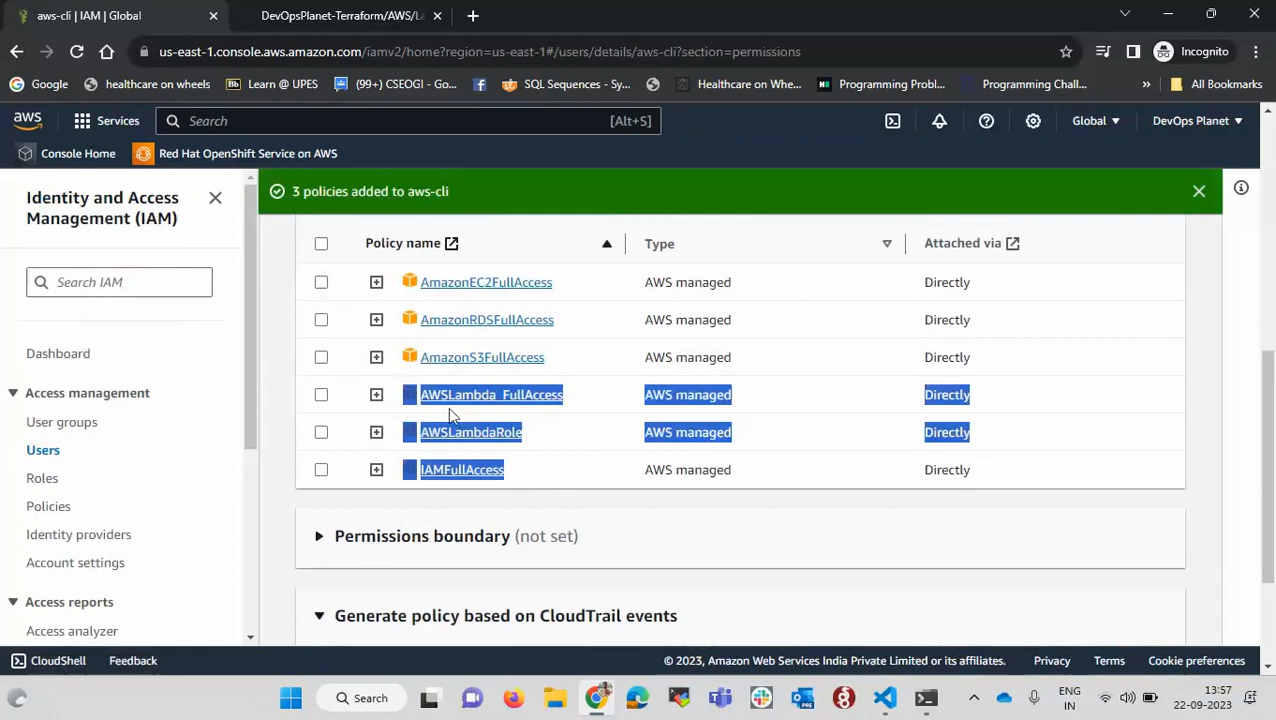 aws-cli | IAM | Global
DevOpsPlanet-Terraform/AWS/La
us-east-1.console.aws.amazon.com/iamv2/home?region=us-east-1#/users/details/aws-cli?section=permissions
Incognito
Google
healthcare on wheel...
Bb Learn @ UPES
(99+) CSEOGI - Go...
SQL Sequences - Sy...
Healthcare on Whee...
Programming Probl...
Programming Chall...
»
All Bookmarks
aws
Services
Search
[Alt+S]
Global
DevOps Planet
Console Home
Red Hat OpenShift Service on AWS
Identity and Access
Management (IAM)
3 policies added to aws-cli
Search IAM
Dashboard
Access management
User groups
Users
Roles
Policies
Identity providers
Account settings
Access reports
Access analyzer
Policy name
Type
Attached via
AmazonEC2FullAccess
AWS managed
Directly
AmazonRDSFullAccess
AWS managed
Directly
AmazonS3FullAccess
AWS managed
Directly
AWSLambda_FullAccess
AWS managed
Directly
AWSLambdaRole
AWS managed
Directly
IAMFullAccess
AWS managed
Directly
Permissions boundary (not set)
Generate policy based on CloudTrail events
CloudShell
Feedback
© 2023, Amazon Web Services India Private Limited or its affiliates.
Privacy
Terms
Cookie preferences
Search
ENG
IN
13:57
22-09-2023